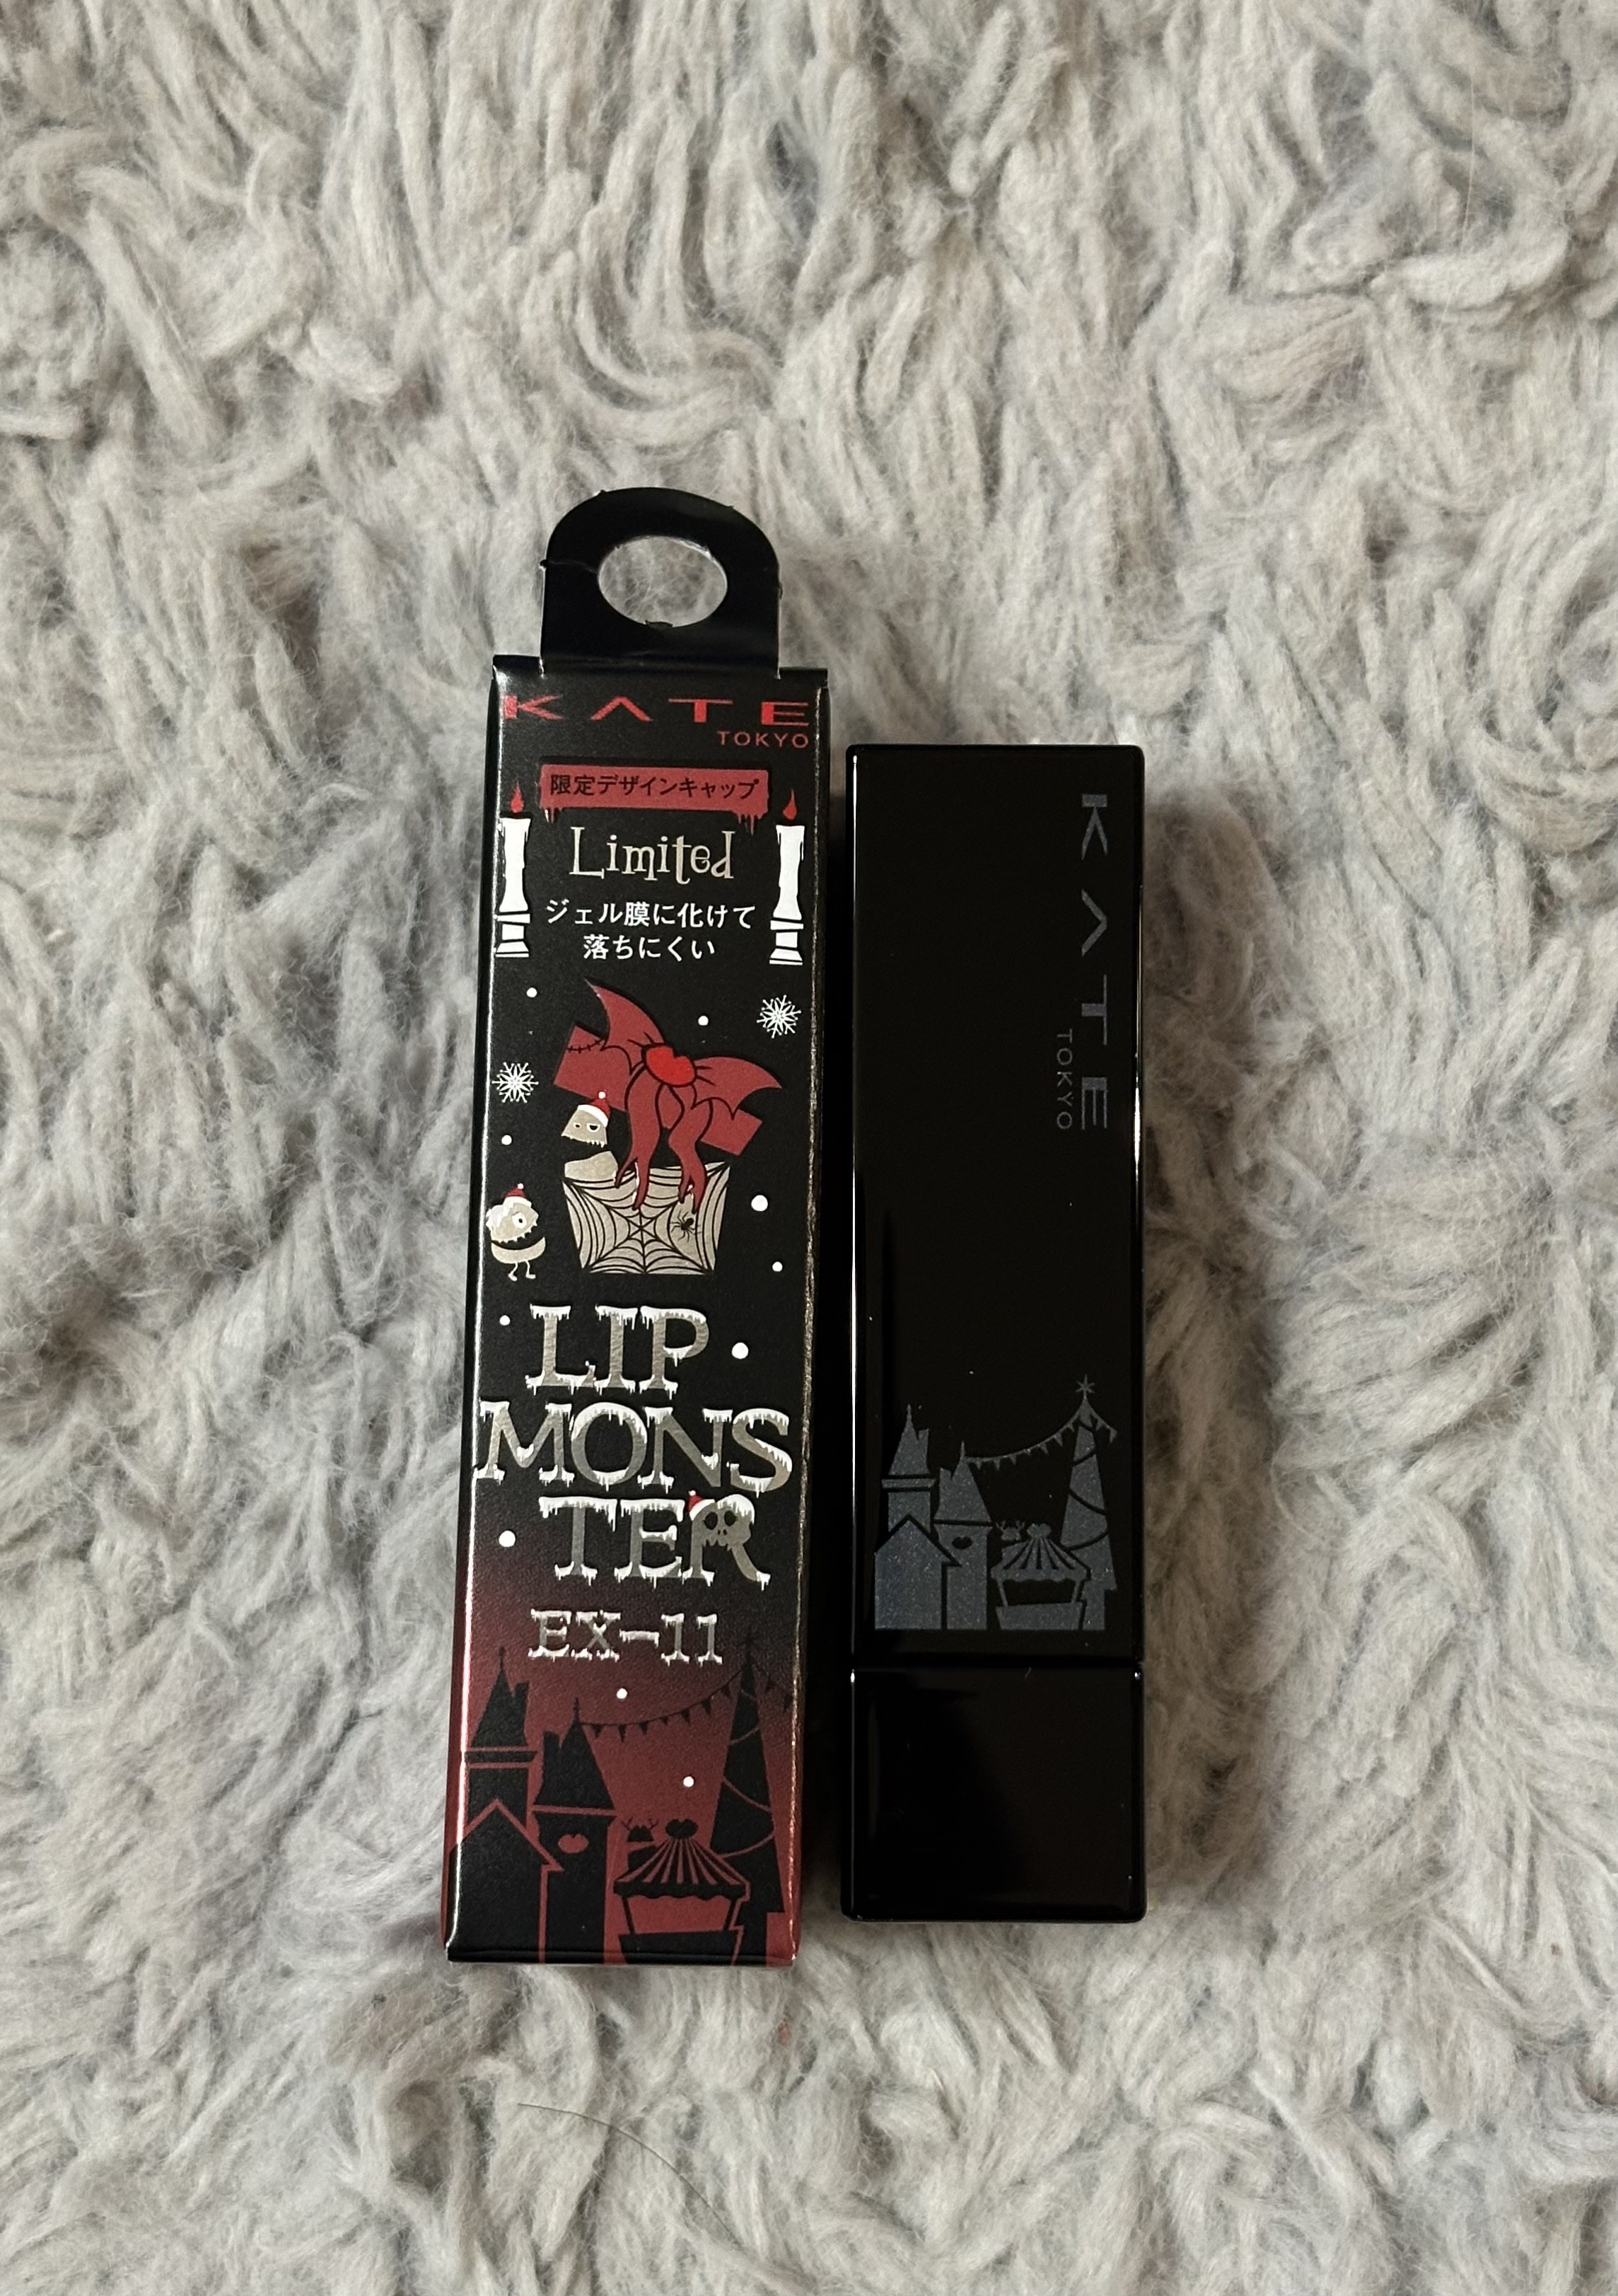 KATE
TOKYO
限定デザインキャップ
Limited
ジェル膜に化けて
落ちにくい
LIP
MONS
TER
EX-11
KATE
TOKYO